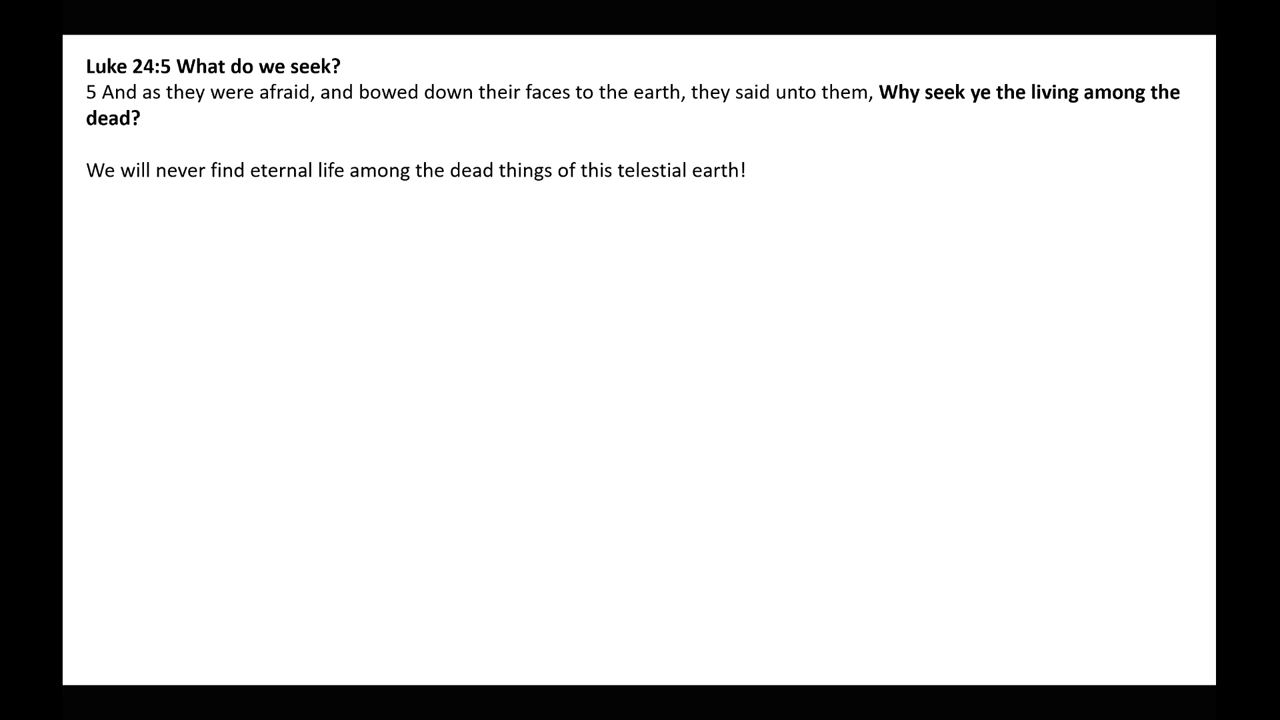 Luke 24:5 What do we seek?
5 And as they were afraid, and bowed down their faces to the earth, they said unto them, Why seek ye the living among the
dead?
We will never find eternal life among the dead things of this telestial earth!